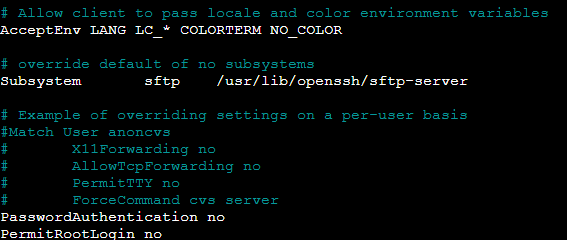 # Allow client to pass locale and color environment variables
AcceptEnv LANG LC_* COLORTERM NO_COLOR

# override default of no subsystems
Subsystem       sftp    /usr/lib/openssh/sftp-server

# Example of overriding settings on a per-user basis
#Match User anoncvs
#       X11Forwarding no
#       AllowTcpForwarding no
#       PermitTTY no
#       ForceCommand cvs server
PasswordAuthentication no
PermitRootLogin no